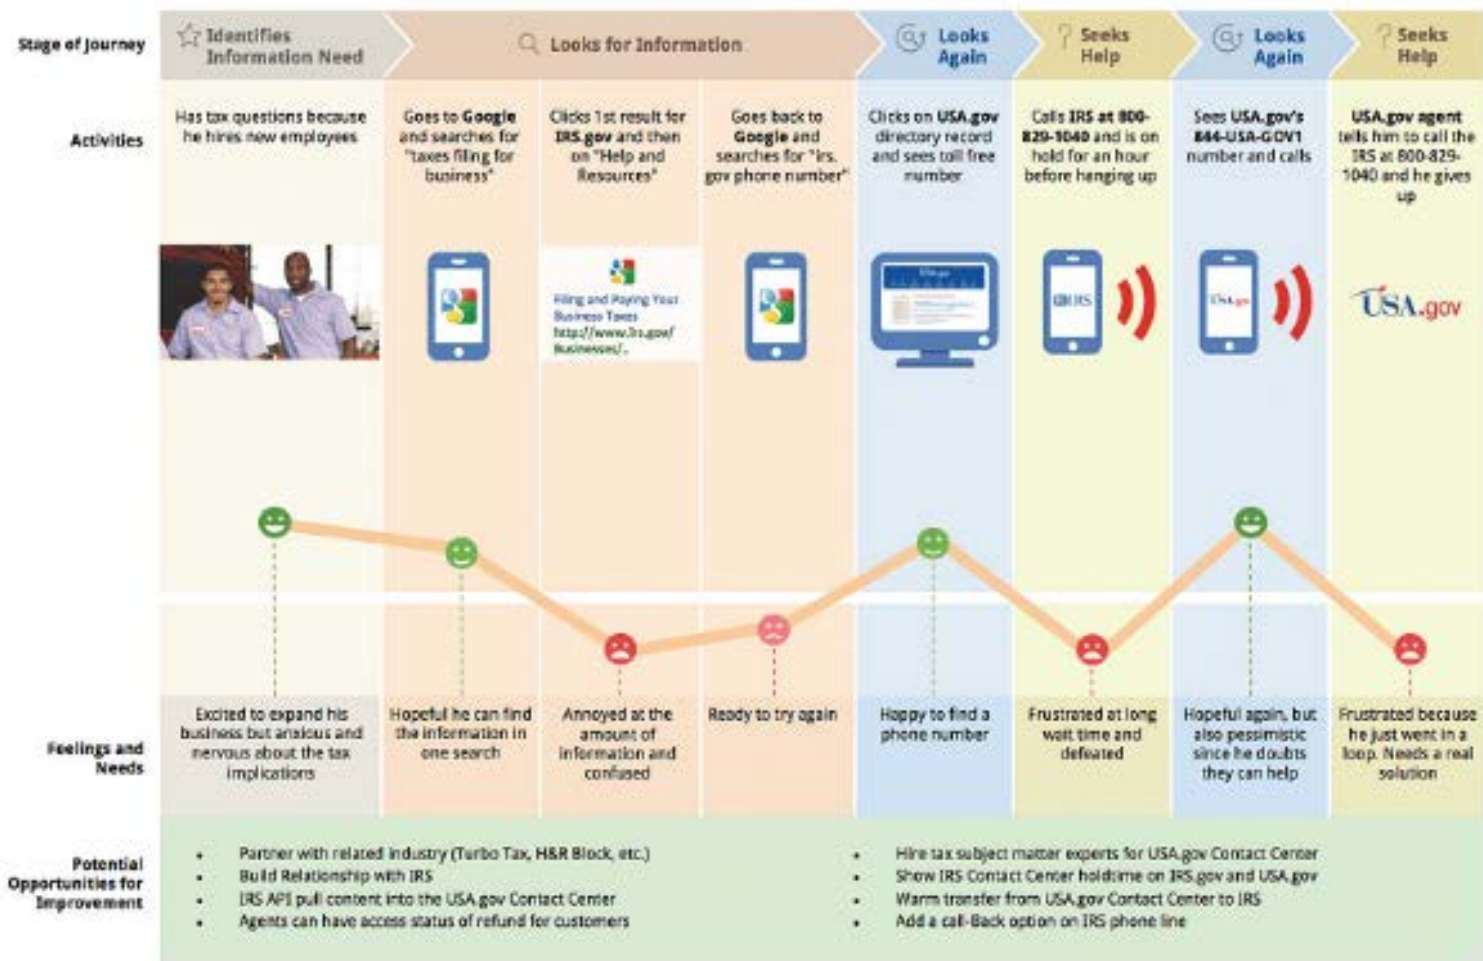 Stage of Journey
Identifies
Information Need
Looks for Information
Looks
Again
Seeks
Help
Looks
Again
Seeks
Help
Activities
Has tax questions because
he hires new employees
Goes to Google
and searches for
"taxes filing for
business"
Clicks 1st result for
IRS.gov and then
on "Help and
Resources"
Goes back to
Google and
searches for "irs.
gov phone number"
Clicks on USA.gov
directory record
and sees toll free
number
Calls IRS at 800-
829-1040 and is on
hold for an hour
before hanging up
Sees USA.gov's
844-USA-GOV1
number and calls
USA.gov agent
tells him to call the
IRS at 800-829-
1040 and he gives
up
Filing and Paying Your
Business Taxes
http://www.irs.gov/
Businesses/..
USA.gov
IRS
USA.gov
USA.gov
Feelings and
Needs
Excited to expand his
business but anxious and
nervous about the tax
implications
Hopeful he can find
the information in
one search
Annoyed at the
amount of
information and
confused
Ready to try again
Happy to find a
phone number
Frustrated at long
wait time and
defeated
Hopeful again, but
also pessimistic
since he doubts
they can help
Frustrated because
he just went in a
loop. Needs a real
solution
Potential
Opportunities for
Improvement
• Partner with related industry (Turbo Tax, H&R Block, etc.)
• Build Relationship with IRS
• IRS API pull content into the USA.gov Contact Center
• Agents can have access status of refund for customers
• Hire tax subject matter experts for USA.gov Contact Center
• Show IRS Contact Center holdtime on IRS.gov and USA.gov
• Warm transfer from USA.gov Contact Center to IRS
• Add a call-Back option on IRS phone line